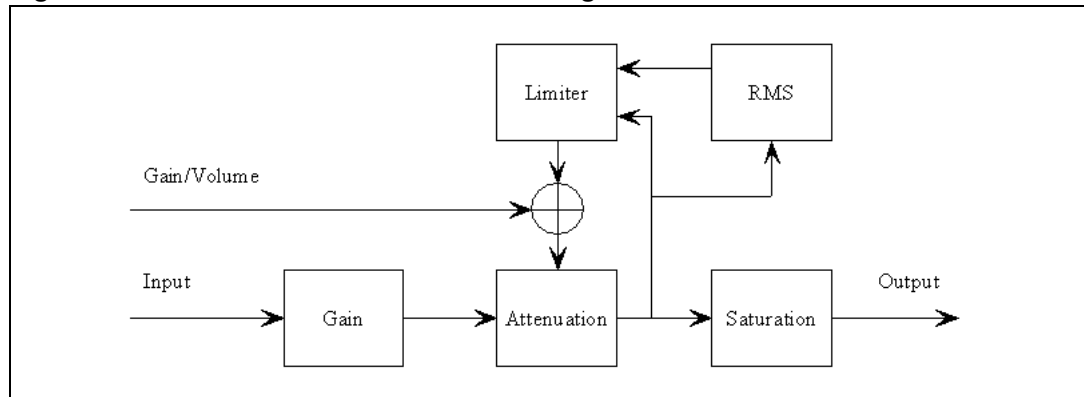 Limiter
RMS
Gain/Volume
Input
Output
Gain
Attenuation
Saturation